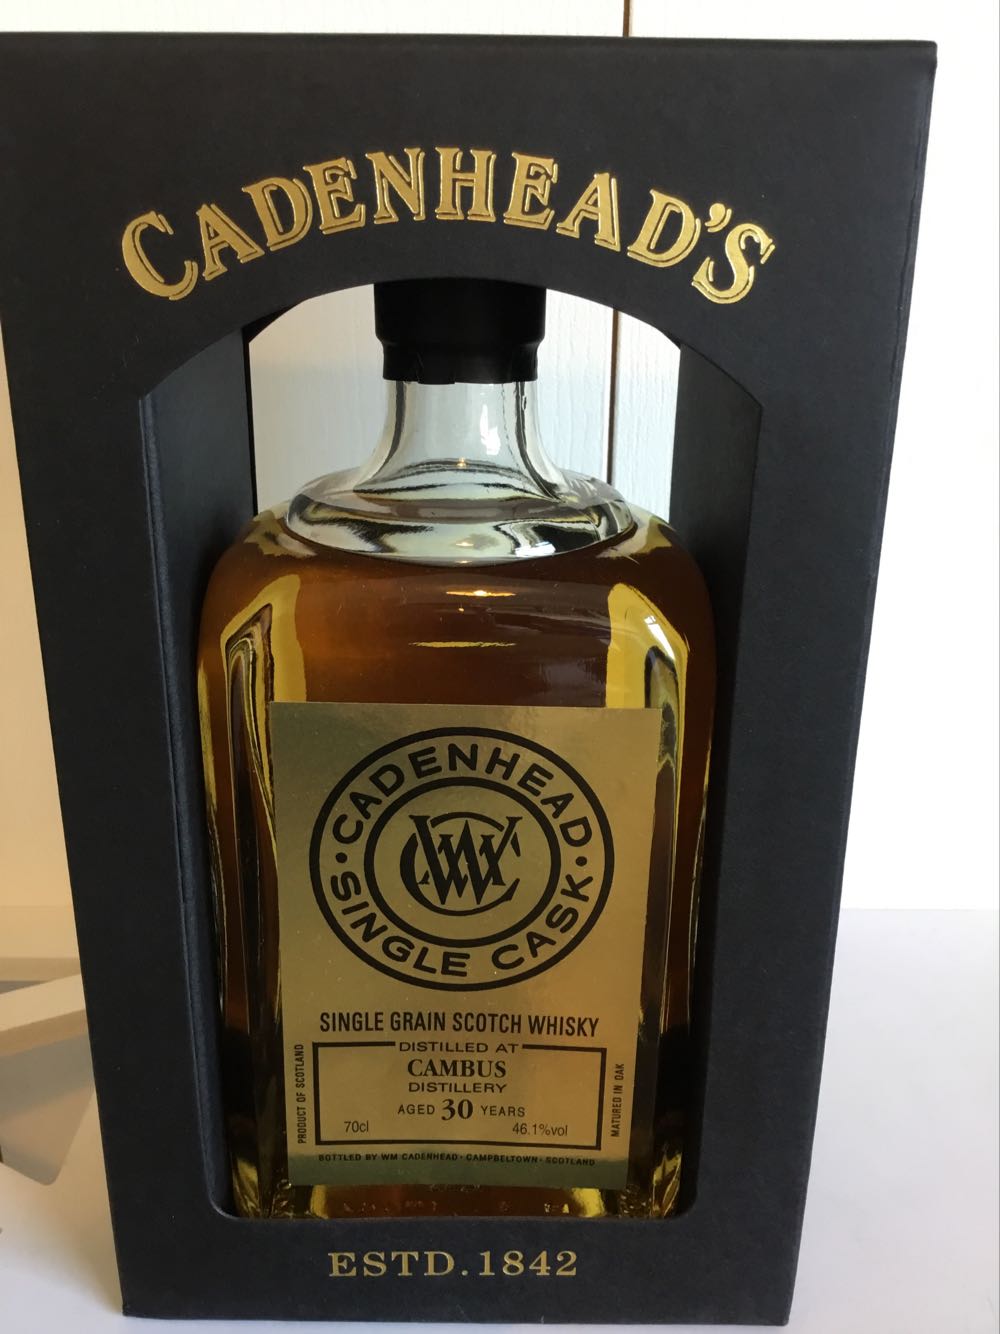 CADENHEAD'S
CADENHEAD
WC
SINGLE CASK
SINGLE GRAIN SCOTCH WHISKY
DISTILLED AT
CAMBUS
DISTILLERY
AGED 30 YEARS
70cl 46.1%vol
PRODUCT OF SCOTLAND
MATURED IN OAK
BOTTLED BY WM CADENHEAD · CAMPBELTOWN · SCOTLAND
ESTD.1842